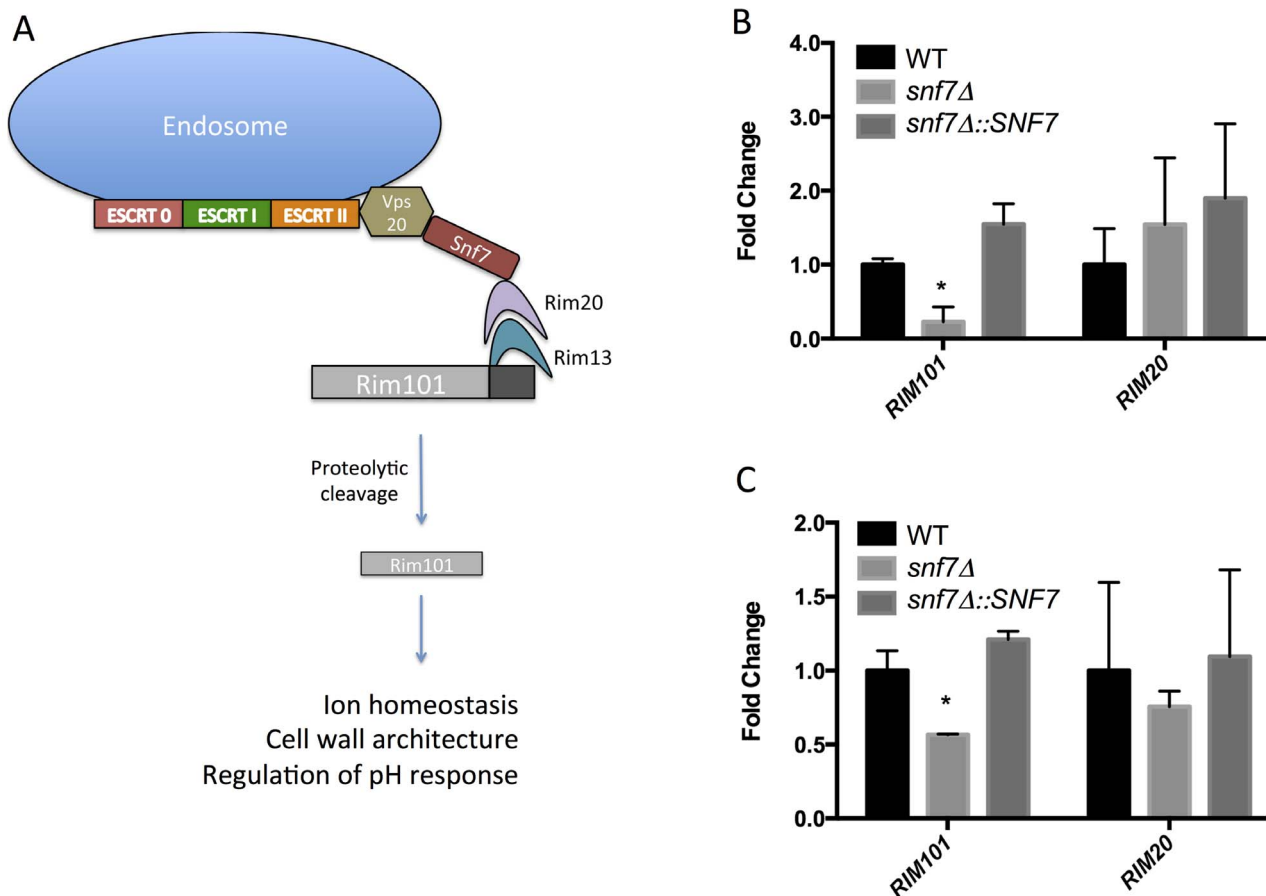 A
Endosome
ESCRT 0
ESCRT I
ESCRT II
Vps
20
Snf7
Rim20
Rim13
Rim101
Proteolytic
cleavage
Rim101
Ion homeostasis
Cell wall architecture
Regulation of pH response
B
Fold Change
4.0
3.0
2.0
1.0
0.0
WT
snf7Δ
snf7Δ::SNF7
*
RIM101
RIM20
C
Fold Change
2.0
1.5
1.0
0.5
0.0
WT
snf7Δ
snf7Δ::SNF7
*
RIM101
RIM20